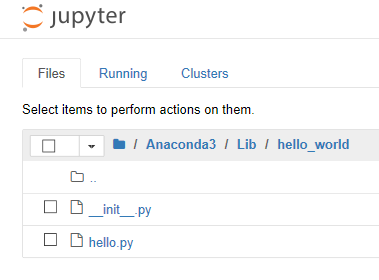 jupyter
Files Running Clusters
Select items to perform actions on them.
/ Anaconda3 / Lib / hello_world
..
__init__.py
hello.py